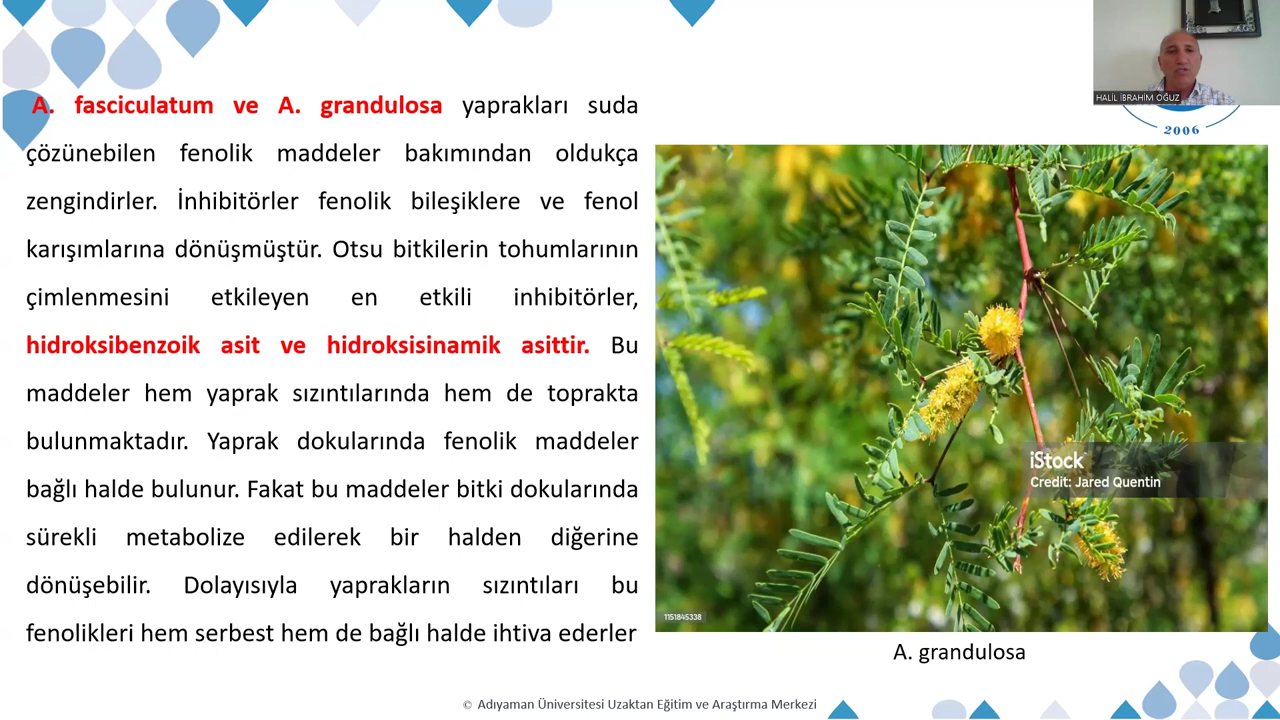 A. fasciculatum ve A. grandulosa yaprakları suda
çözünebilen fenolik maddeler bakımından oldukça
zengindirler. İnhibitörler fenolik bileşiklere ve fenol
karışımlarına dönüşmüştür. Otsu bitkilerin tohumlarının
çimlenmesini etkileyen en etkili inhibitörler,
hidroksibenzoik asit ve hidroksisinamik asittir. Bu
maddeler hem yaprak sızıntılarında hem de toprakta
bulunmaktadır. Yaprak dokularında fenolik maddeler
bağlı halde bulunur. Fakat bu maddeler bitki dokularında
sürekli metabolize edilerek bir halden diğerine
dönüşebilir. Dolayısıyla yaprakların sızıntıları bu
fenolikleri hem serbest hem de bağlı halde ihtiva ederler
HALİL İBRAHİM OĞUZ
2006
iStock
Credit: Jared Quentin
1151845338
A. grandulosa
© Adıyaman Üniversitesi Uzaktan Eğitim ve Araştırma Merkezi